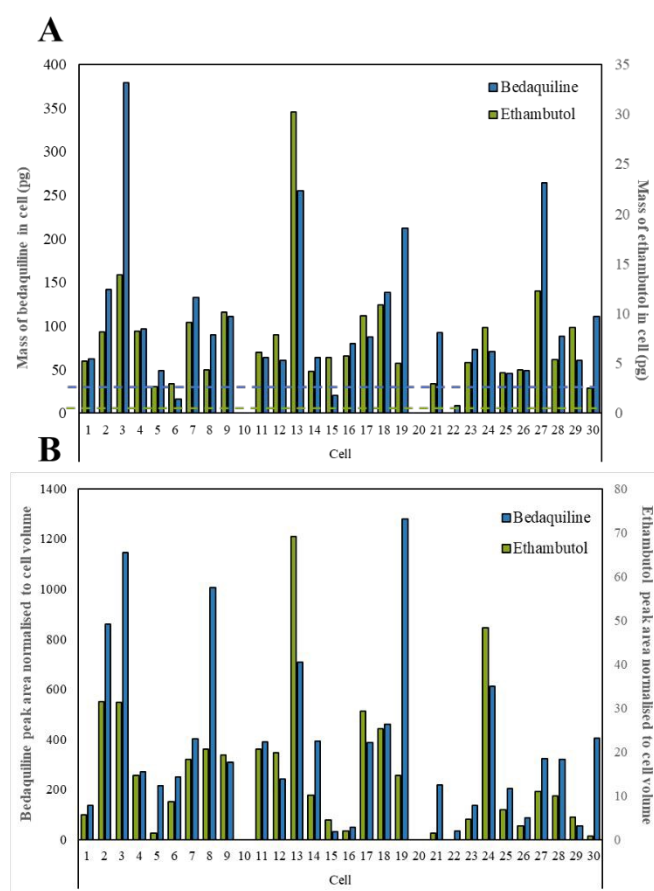 A
Mass of bedaquiline in cell (pg)
400
350
300
250
200
150
100
50
0
Bedaquiline
Ethambutol
35
30
25
20
15
10
5
0
Mass of ethambutol in cell (pg)
1 2 3 4 5 6 7 8 9 10 11 12 13 14 15 16 17 18 19 20 21 22 23 24 25 26 27 28 29 30
Cell
B
Bedaquiline peak area normalised to cell volume
1400
1200
1000
800
600
400
200
0
Bedaquiline
Ethambutol
80
70
60
50
40
30
20
10
0
Ethambutol peak area normalised to cell volume
1 2 3 4 5 6 7 8 9 10 11 12 13 14 15 16 17 18 19 20 21 22 23 24 25 26 27 28 29 30
Cell